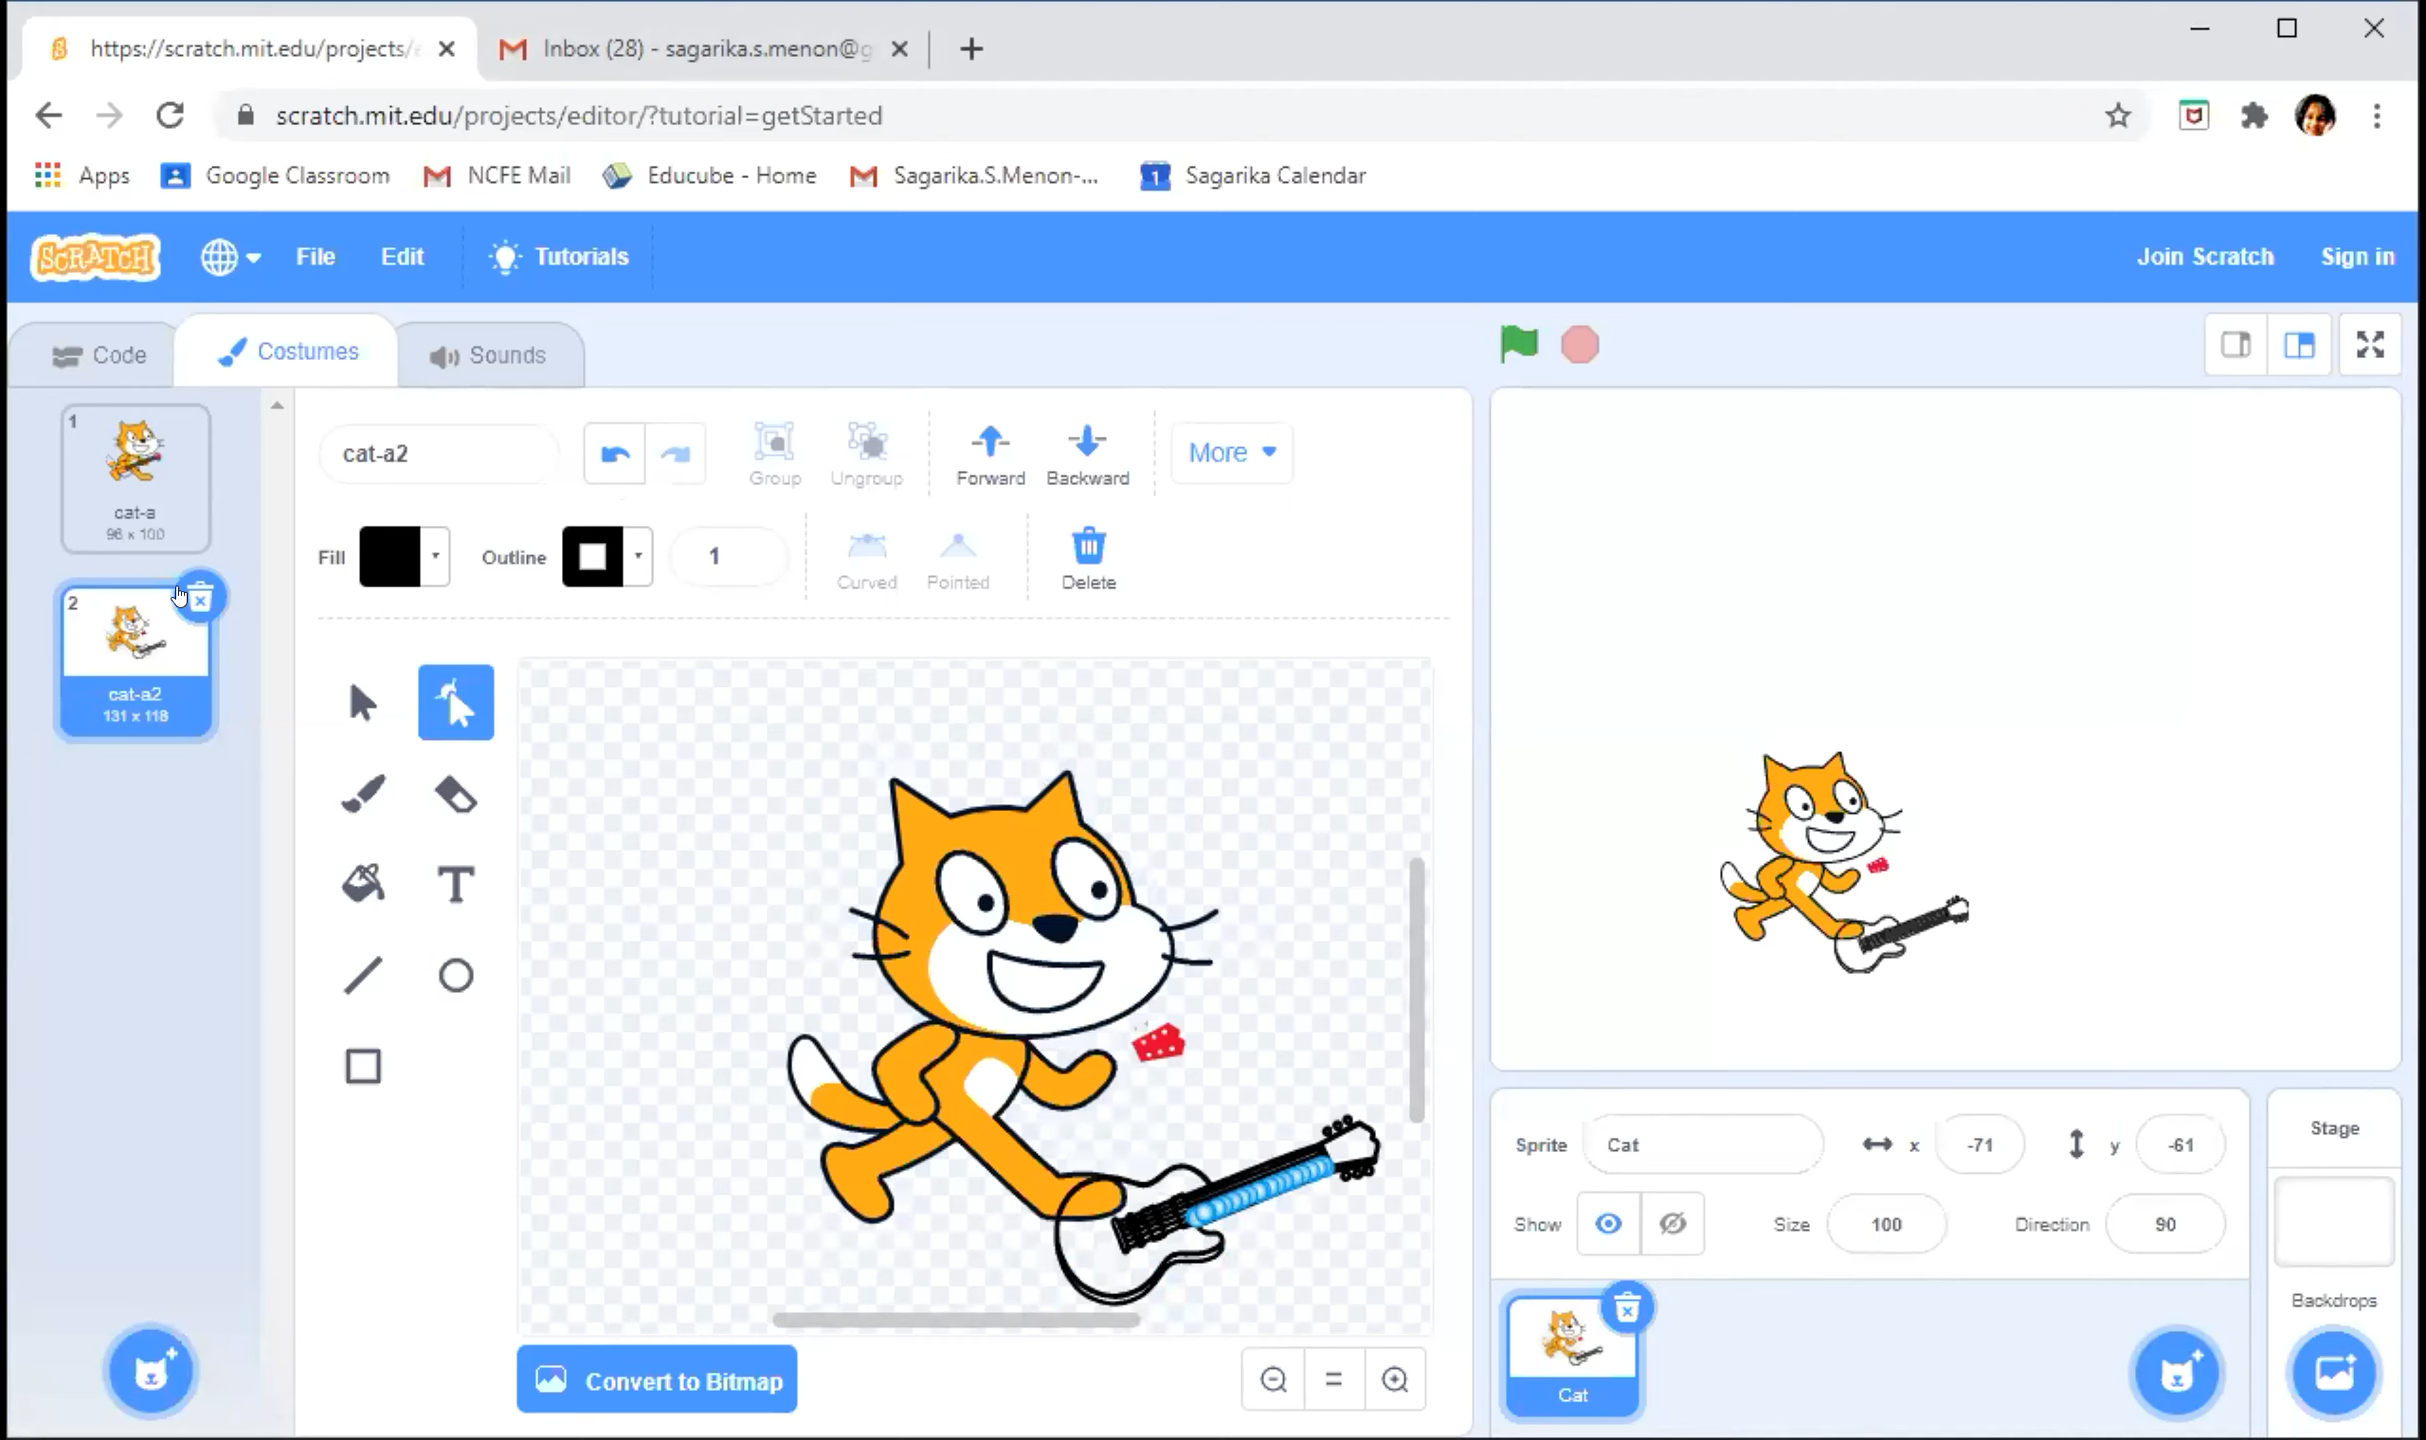 https://scratch.mit.edu/projects/
Inbox (28) - sagarika.s.menon@g
scratch.mit.edu/projects/editor/?tutorial=getStarted
Apps
Google Classroom
NCFE Mail
Educube - Home
Sagarika.S.Menon-...
1
Sagarika Calendar
SCRATCH
File
Edit
Tutorials
Join Scratch
Sign in
Code
Costumes
Sounds
1
cat-a
96 x 100
2
cat-a2
131 x 118
cat-a2
Group
Ungroup
Forward
Backward
More
Fill
Outline
1
Curved
Pointed
Delete
T
Convert to Bitmap
=
Sprite
Cat
x
-71
y
-61
Show
Size
100
Direction
90
Cat
Stage
Backdrops